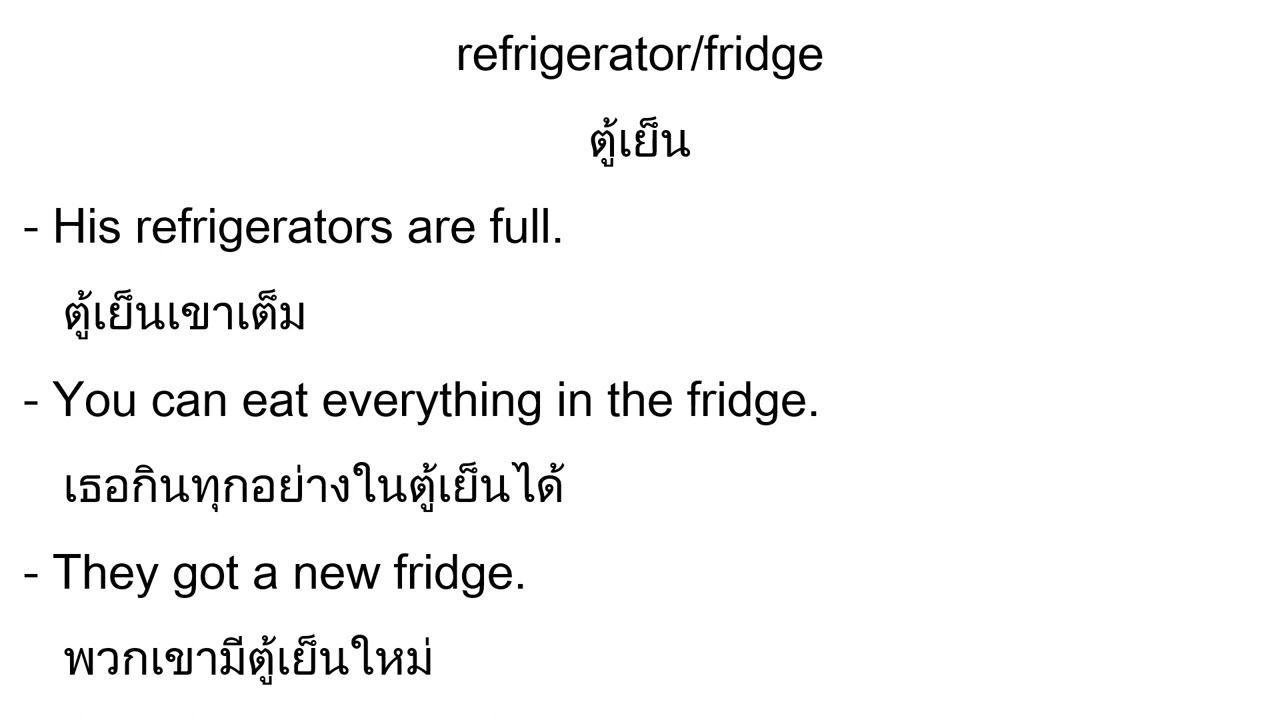 refrigerator/fridge
ตู้เย็น
- His refrigerators are full.
ตู้เย็นเขาเต็ม
- You can eat everything in the fridge.
เธอกินทุกอย่างในตู้เย็นได้
- They got a new fridge.
พวกเขามีตู้เย็นใหม่